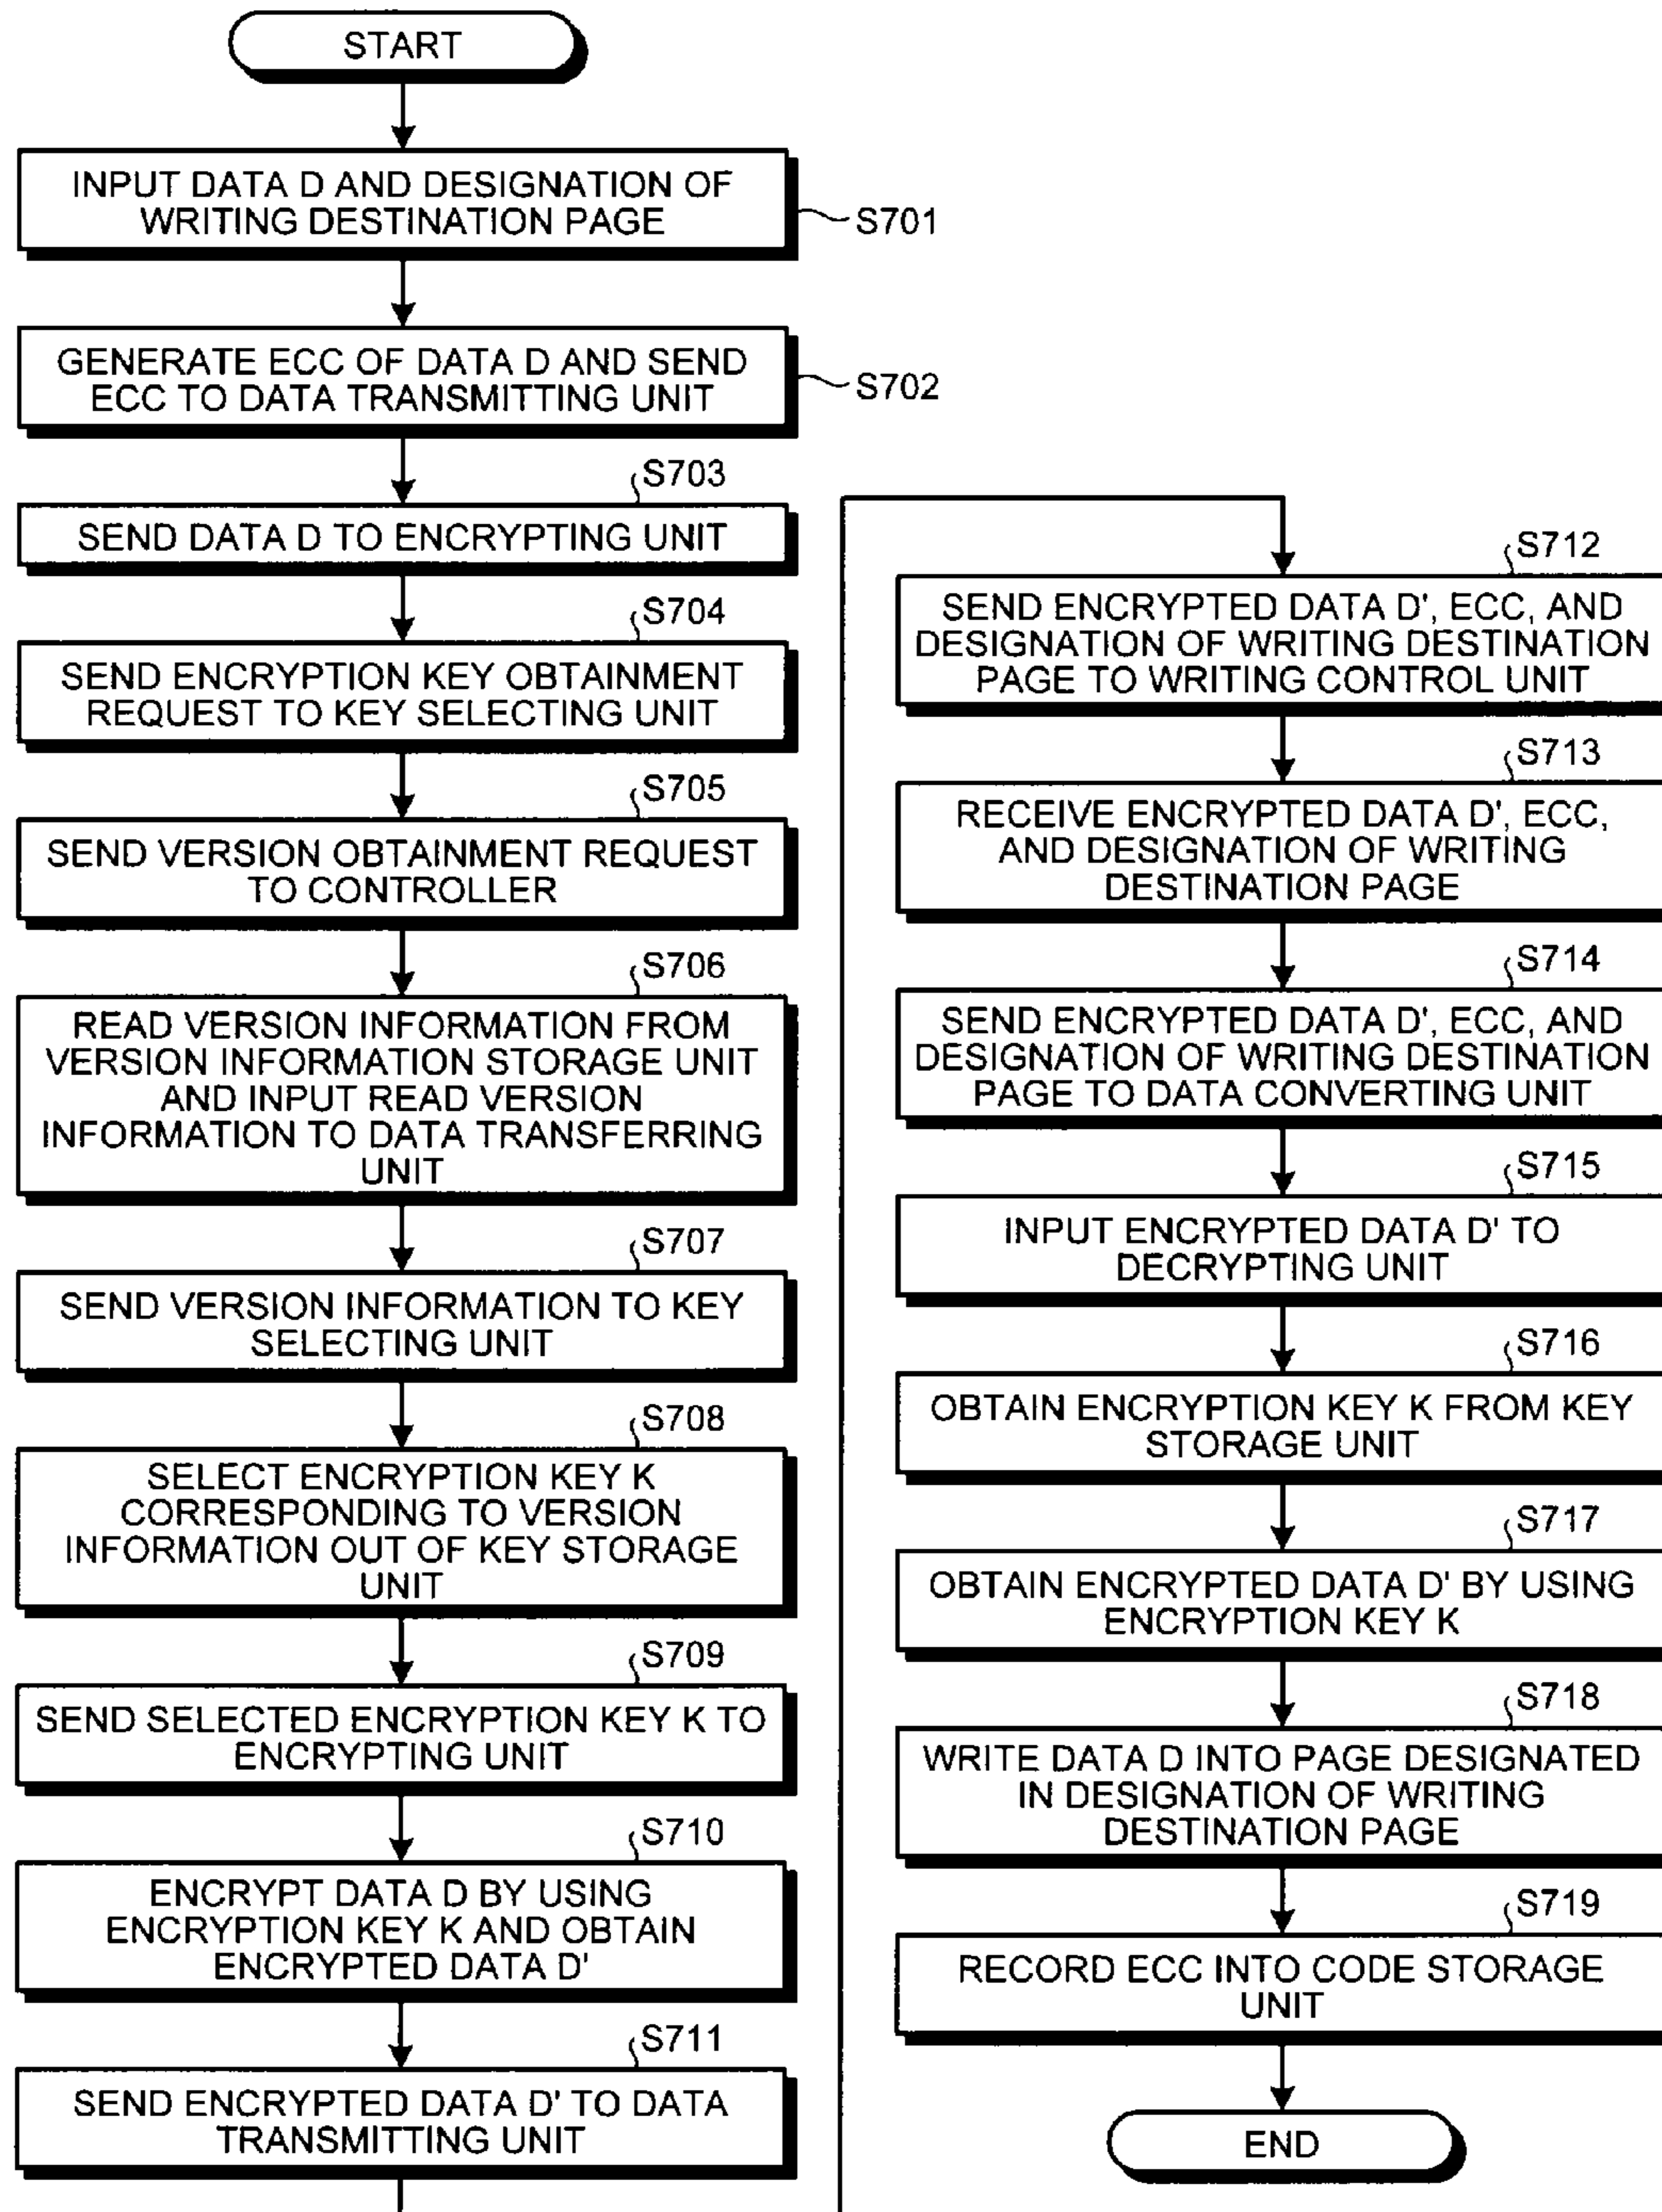 START
INPUT DATA D AND DESIGNATION OF
WRITING DESTINATION PAGE
S701
GENERATE ECC OF DATA D AND SEND
ECC TO DATA TRANSMITTING UNIT
S702
S703
SEND DATA D TO ENCRYPTING UNIT
S704
SEND ENCRYPTION KEY OBTAINMENT
REQUEST TO KEY SELECTING UNIT
S705
SEND VERSION OBTAINMENT REQUEST
TO CONTROLLER
S706
READ VERSION INFORMATION FROM
VERSION INFORMATION STORAGE UNIT
AND INPUT READ VERSION
INFORMATION TO DATA TRANSFERRING
UNIT
S707
SEND VERSION INFORMATION TO KEY
SELECTING UNIT
S708
SELECT ENCRYPTION KEY K
CORRESPONDING TO VERSION
INFORMATION OUT OF KEY STORAGE
UNIT
S709
SEND SELECTED ENCRYPTION KEY K TO
ENCRYPTING UNIT
S710
ENCRYPT DATA D BY USING
ENCRYPTION KEY K AND OBTAIN
ENCRYPTED DATA D'
S711
SEND ENCRYPTED DATA D' TO DATA
TRANSMITTING UNIT
S712
SEND ENCRYPTED DATA D', ECC, AND
DESIGNATION OF WRITING DESTINATION
PAGE TO WRITING CONTROL UNIT
S713
RECEIVE ENCRYPTED DATA D', ECC,
AND DESIGNATION OF WRITING
DESTINATION PAGE
S714
SEND ENCRYPTED DATA D', ECC, AND
DESIGNATION OF WRITING DESTINATION
PAGE TO DATA CONVERTING UNIT
S715
INPUT ENCRYPTED DATA D' TO
DECRYPTING UNIT
S716
OBTAIN ENCRYPTION KEY K FROM KEY
STORAGE UNIT
S717
OBTAIN ENCRYPTED DATA D' BY USING
ENCRYPTION KEY K
S718
WRITE DATA D INTO PAGE DESIGNATED
IN DESIGNATION OF WRITING
DESTINATION PAGE
S719
RECORD ECC INTO CODE STORAGE
UNIT
END